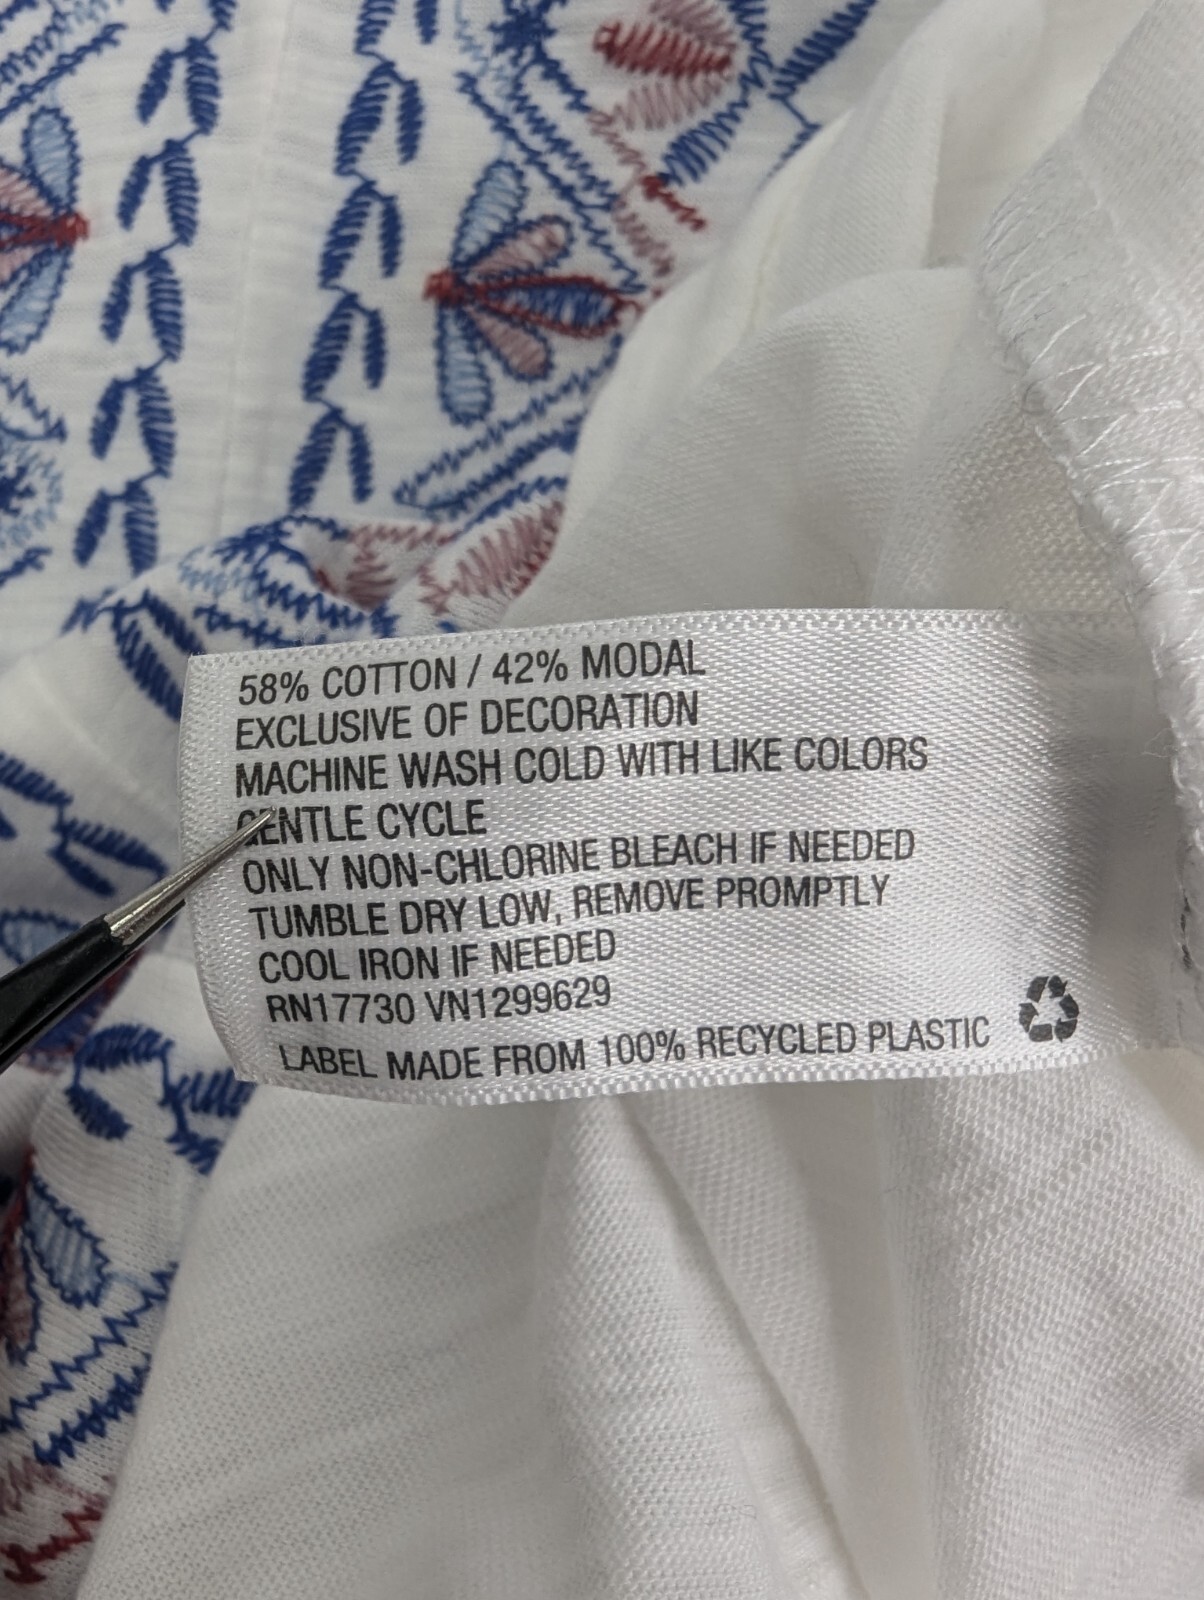 58% COTTON / 42% MODAL
EXCLUSIVE OF DECORATION
MACHINE WASH COLD WITH LIKE COLORS
GENTLE CYCLE
ONLY NON-CHLORINE BLEACH IF NEEDED
TUMBLE DRY LOW, REMOVE PROMPTLY
COOL IRON IF NEEDED
RN17730 VN1299629
LABEL MADE FROM 100% RECYCLED PLASTIC